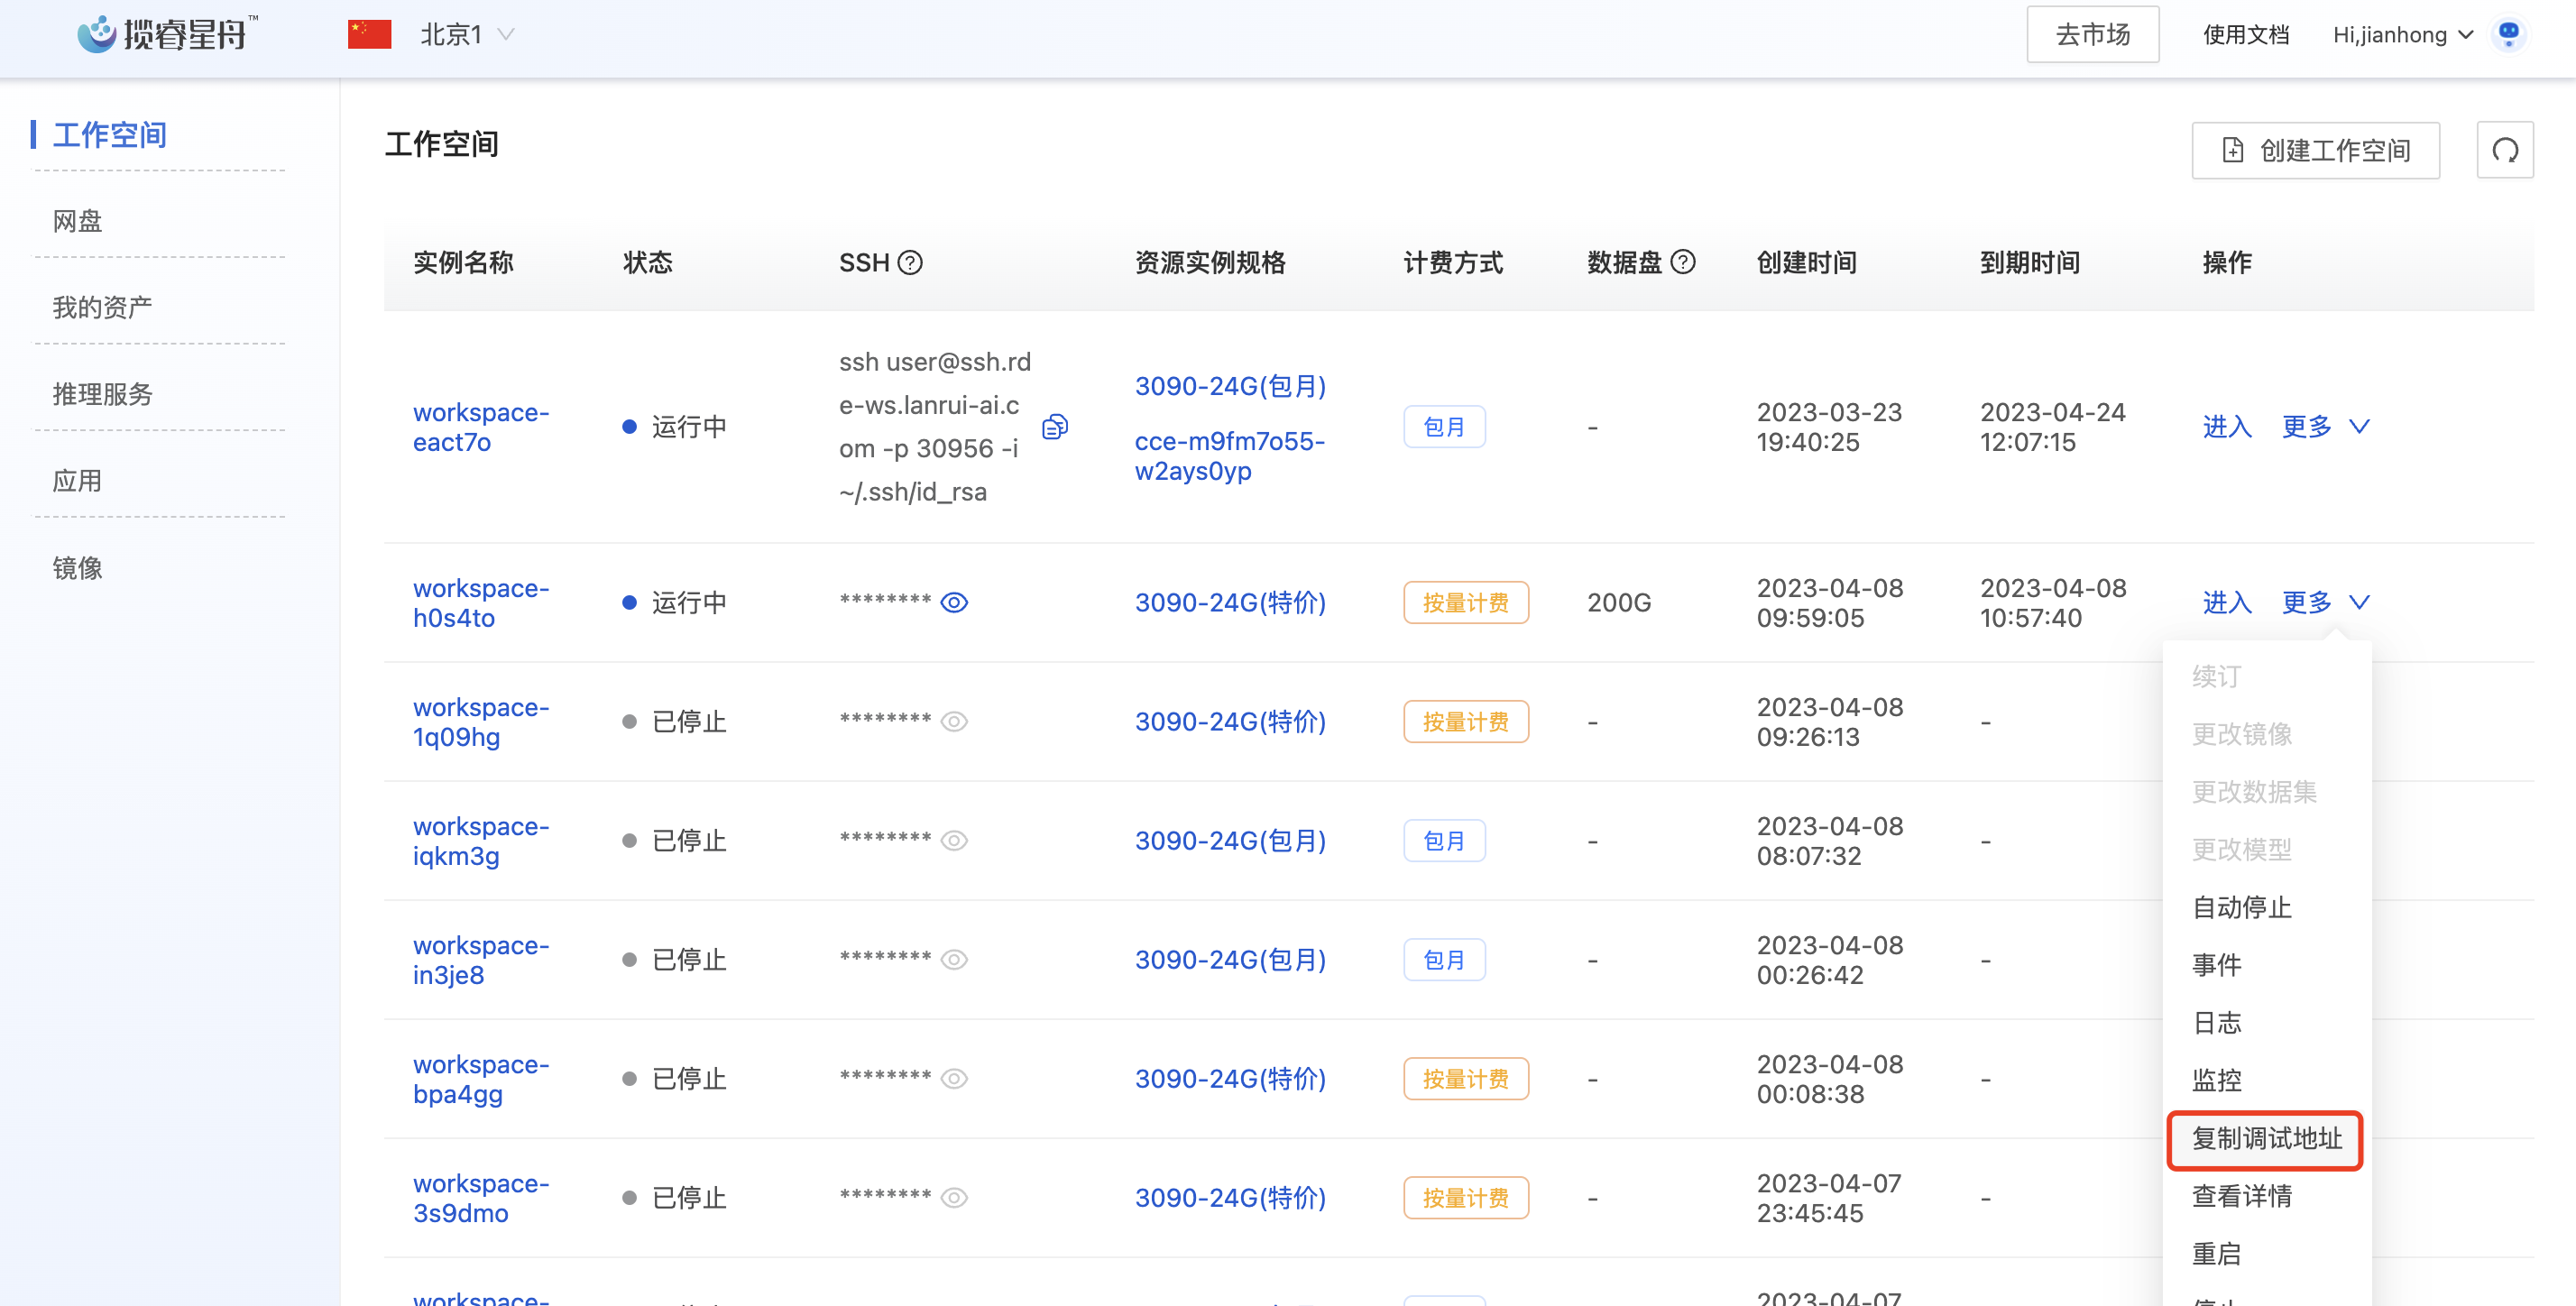 揽睿星舟™
北京1
去市场
使用文档
Hi,jianhong
工作空间
网盘
我的资产
推理服务
应用
镜像
工作空间
创建工作空间
实例名称 状态 SSH 资源实例规格 计费方式 数据盘 创建时间 到期时间 操作
workspace-
eact7o
运行中
ssh user@ssh.rd
e-ws.lanrui-ai.c
om -p 30956 -i
~/.ssh/id_rsa
3090-24G(包月)
cce-m9fm7o55-
w2ays0yp
包月
-
2023-03-23
19:40:25
2023-04-24
12:07:15
进入 更多
workspace-
h0s4to
运行中
********
3090-24G(特价)
按量计费
200G
2023-04-08
09:59:05
2023-04-08
10:57:40
进入 更多
workspace-
1q09hg
已停止
********
3090-24G(特价)
按量计费
-
2023-04-08
09:26:13
-
workspace-
iqkm3g
已停止
********
3090-24G(包月)
包月
-
2023-04-08
08:07:32
-
workspace-
in3je8
已停止
********
3090-24G(包月)
包月
-
2023-04-08
00:26:42
-
workspace-
bpa4gg
已停止
********
3090-24G(特价)
按量计费
-
2023-04-08
00:08:38
-
workspace-
3s9dmo
已停止
********
3090-24G(特价)
按量计费
-
2023-04-07
23:45:45
-
workspace-
2023-04-07
续订
更改镜像
更改数据集
更改模型
自动停止
事件
日志
监控
复制调试地址
查看详情
重启